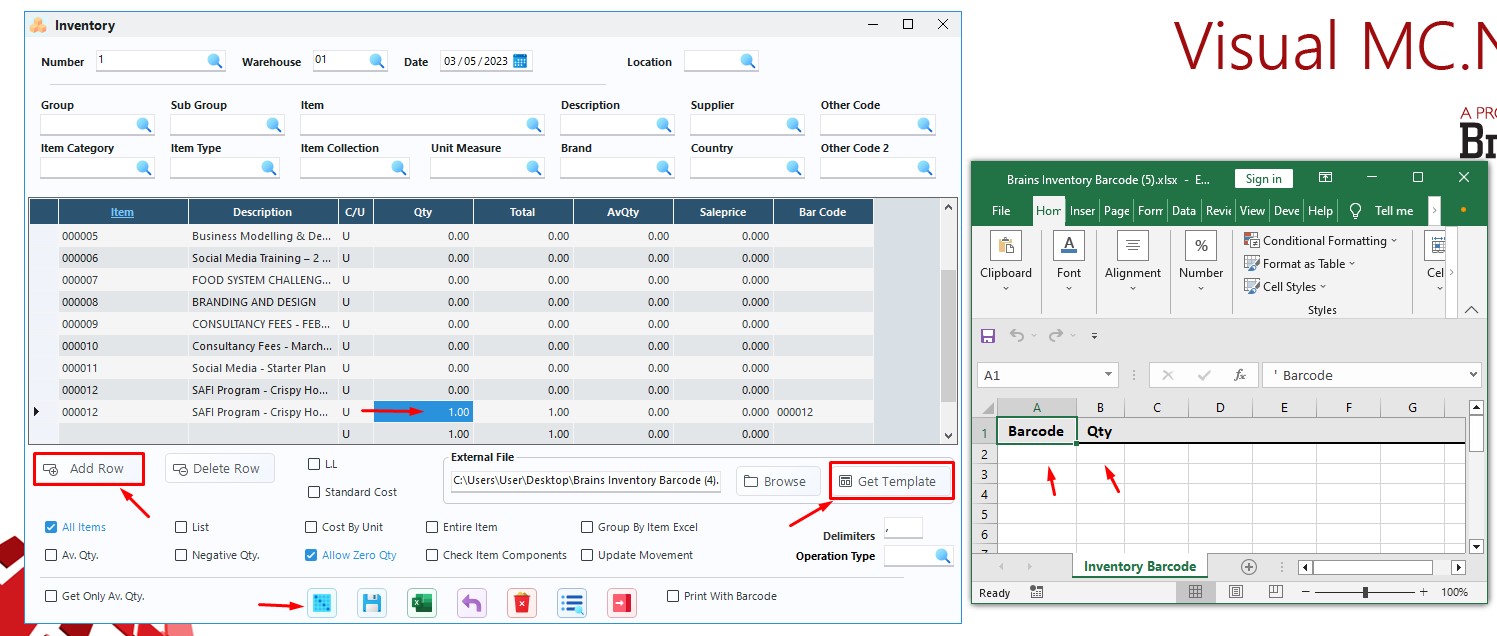 Inventory
Number 1 Warehouse 01 Date 03/05/2023 Location
Group Sub Group Item Description Supplier Other Code
Item Category Item Type Item Collection Unit Measure Brand Country Other Code 2
Item Description C/U Qty Total AvQty Saleprice Bar Code
000005 Business Modelling & De... U 0.00 0.00 0.00 0.000
000006 Social Media Training – 2 ... U 0.00 0.00 0.00 0.000
000007 FOOD SYSTEM CHALLENG... U 0.00 0.00 0.00 0.000
000008 BRANDING AND DESIGN U 0.00 0.00 0.00 0.000
000009 CONSULTANCY FEES - FEB... U 0.00 0.00 0.00 0.000
000010 Consultancy Fees - March... U 0.00 0.00 0.00 0.000
000011 Social Media - Starter Plan U 0.00 0.00 0.00 0.000
000012 SAFI Program - Crispy Ho... U 0.00 0.00 0.00 0.000
000012 SAFI Program - Crispy Ho... U 1.00 1.00 0.00 0.000 000012
U 1.00 1.00 0.00 0.000
Add Row Delete Row
L.L
Standard Cost
External File
C:\Users\User\Desktop\Brains Inventory Barcode (4).
Browse Get Template
All Items List Cost By Unit Entire Item Group By Item Excel Delimiters ,
Av. Qty. Negative Qty. Allow Zero Qty Check Item Components Update Movement Operation Type
Get Only Av. Qty. Print With Barcode
Visual MC.N
A PRO
Br
Brains Inventory Barcode (5).xlsx - E... Sign in
File Hom Inser Page Form Data Revie View Deve Help Tell me
Clipboard Font Alignment % Number
Conditional Formatting
Format as Table
Cell Styles
Styles
Cel
A1 ' Barcode
A B C D E F G
1 Barcode Qty
2
3
4
5
6
Inventory Barcode
Ready 100%